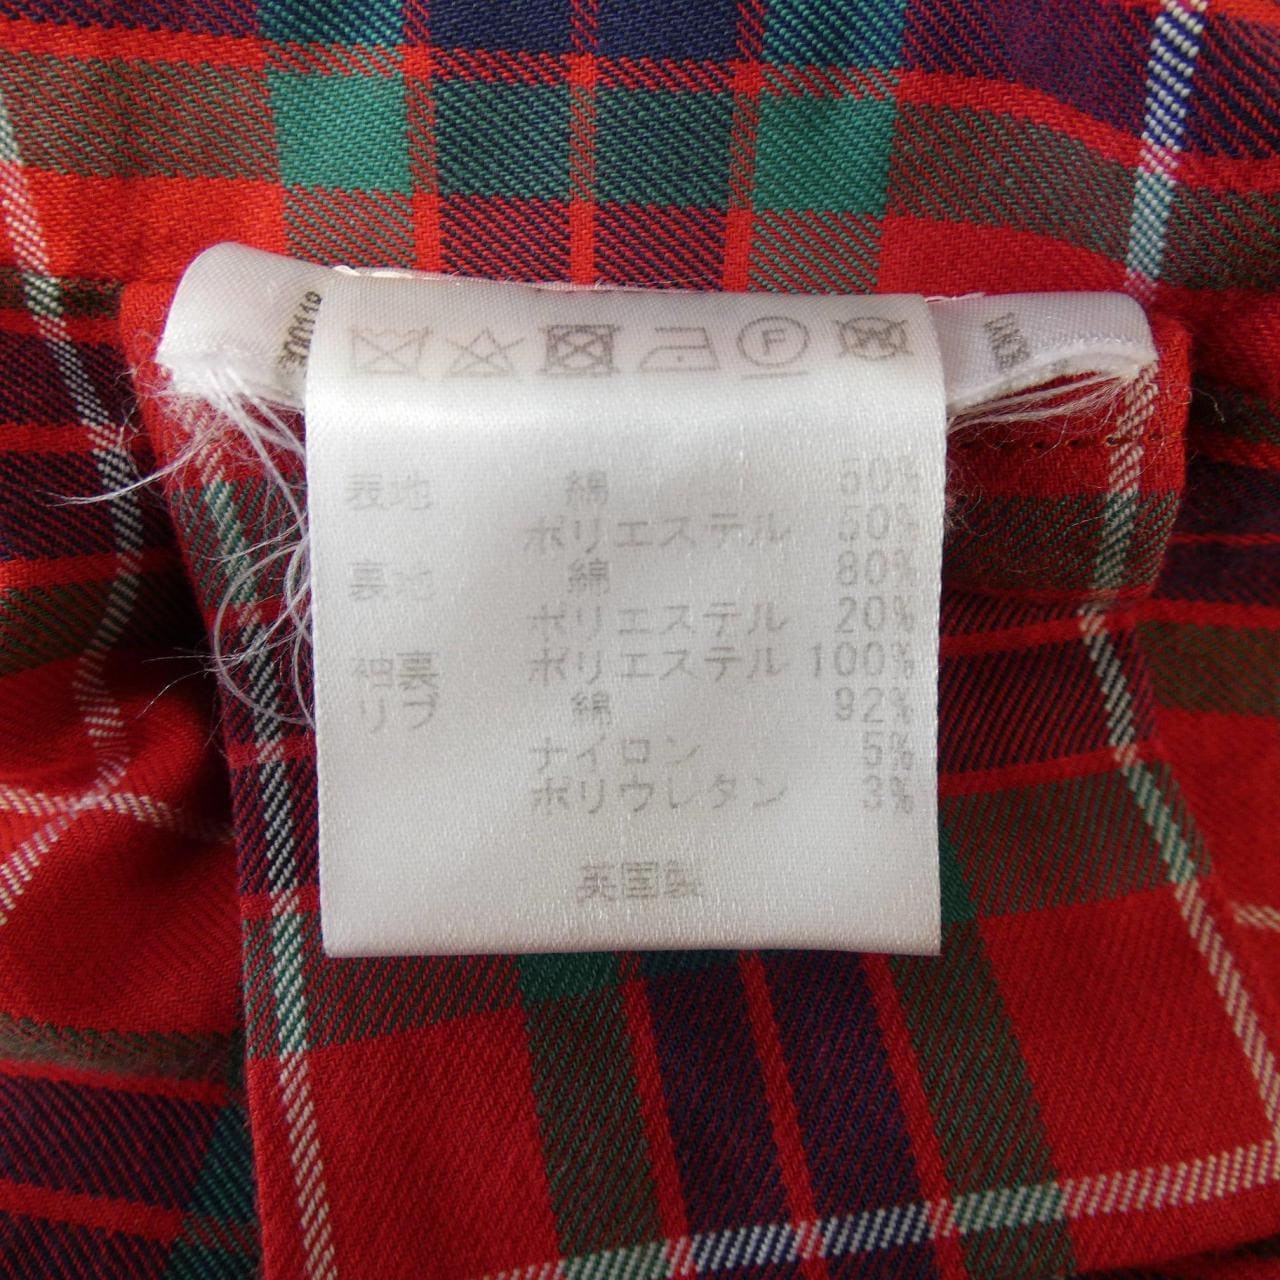 表地 綿 50%
ポリエステル 50%
裏地 綿 80%
ポリエステル 20%
袖裏 ポリエステル 100%
リブ 綿 92%
ナイロン 5%
ポリウレタン 3%
英国製